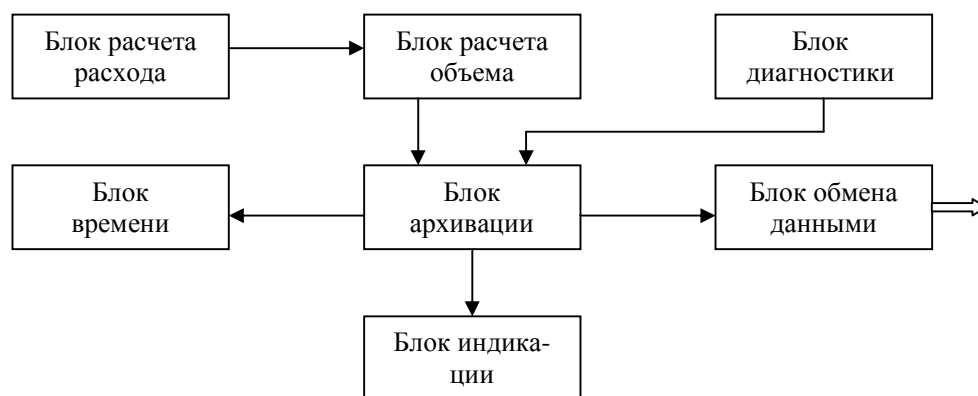 Блок расчета
расхода
Блок расчета
объема
Блок
диагностики
Блок
времени
Блок
архивации
Блок обмена
данными
Блок индика-
ции